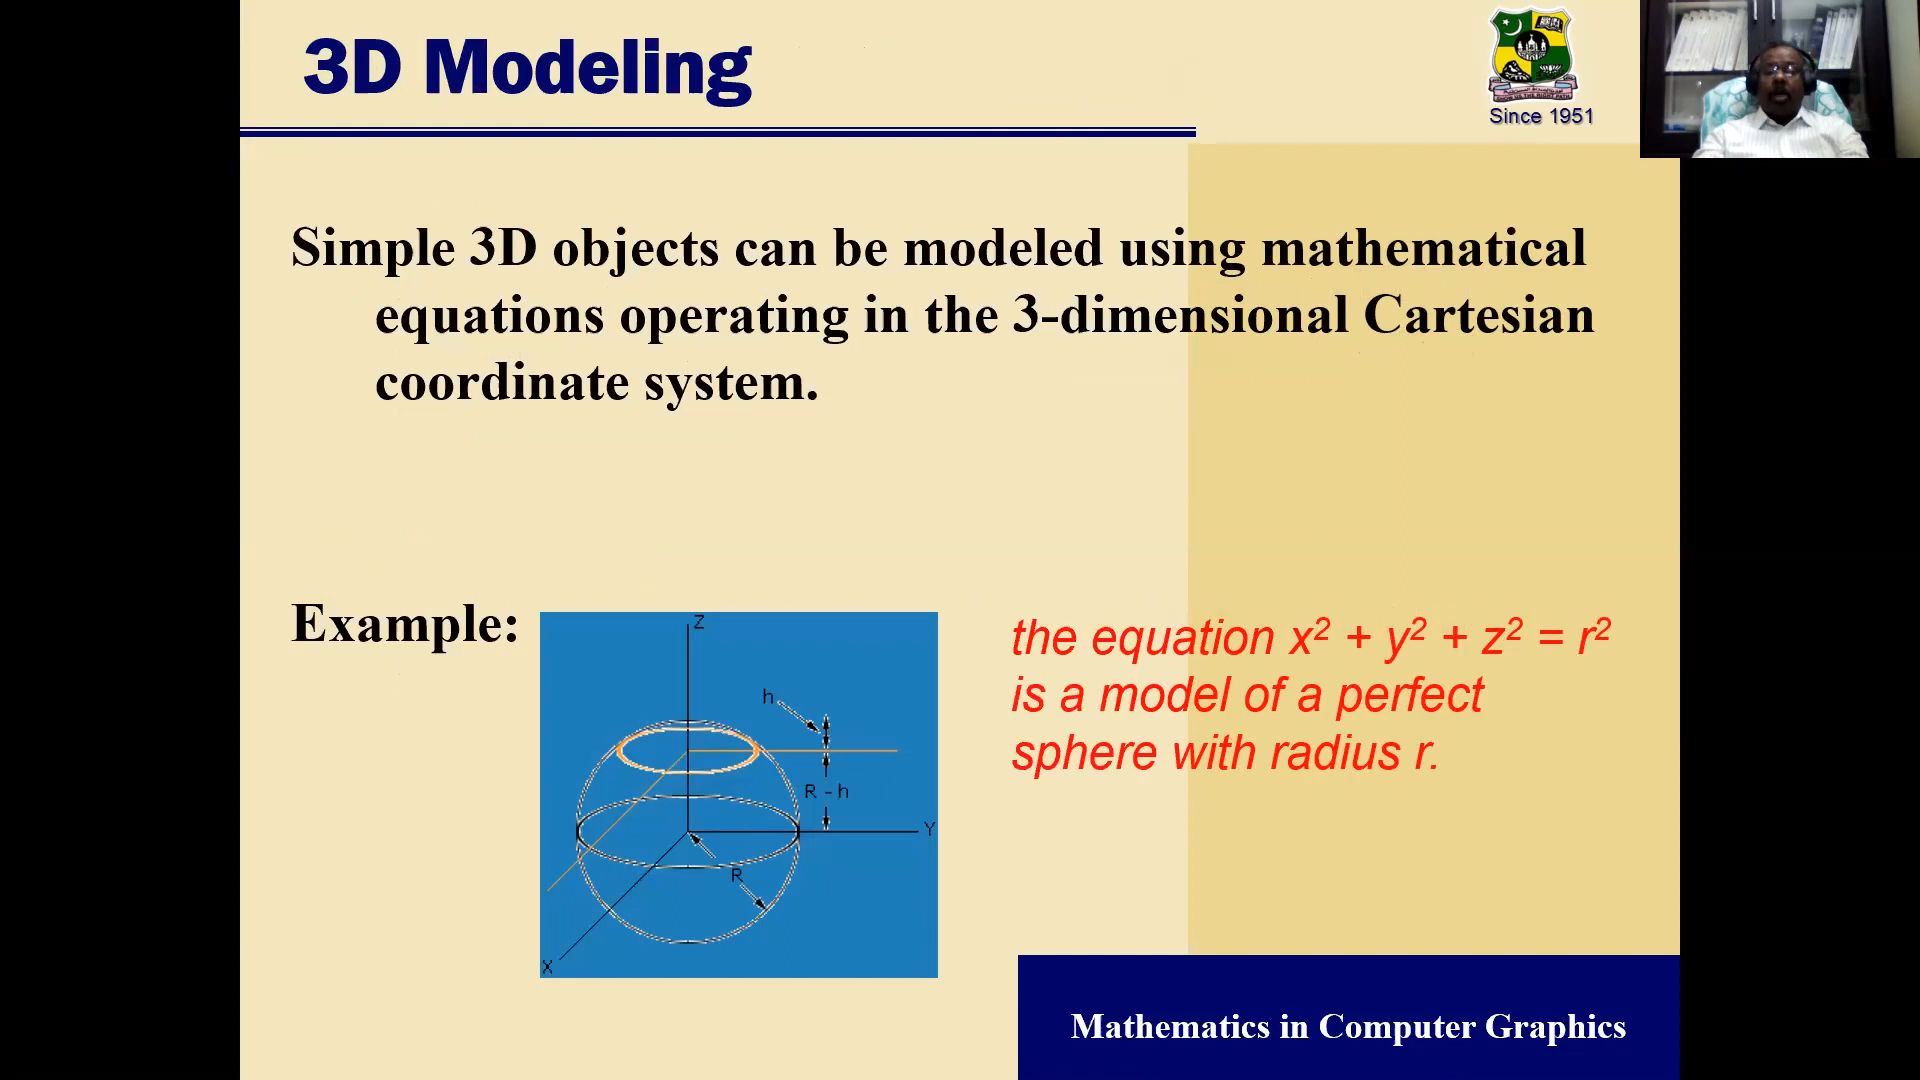 3D Modeling
Since 1951
Simple 3D objects can be modeled using mathematical
equations operating in the 3-dimensional Cartesian
coordinate system.
Example:
Z
h
R - h
Y
R
X
the equation x² + y² + z² = r²
is a model of a perfect
sphere with radius r.
Mathematics in Computer Graphics